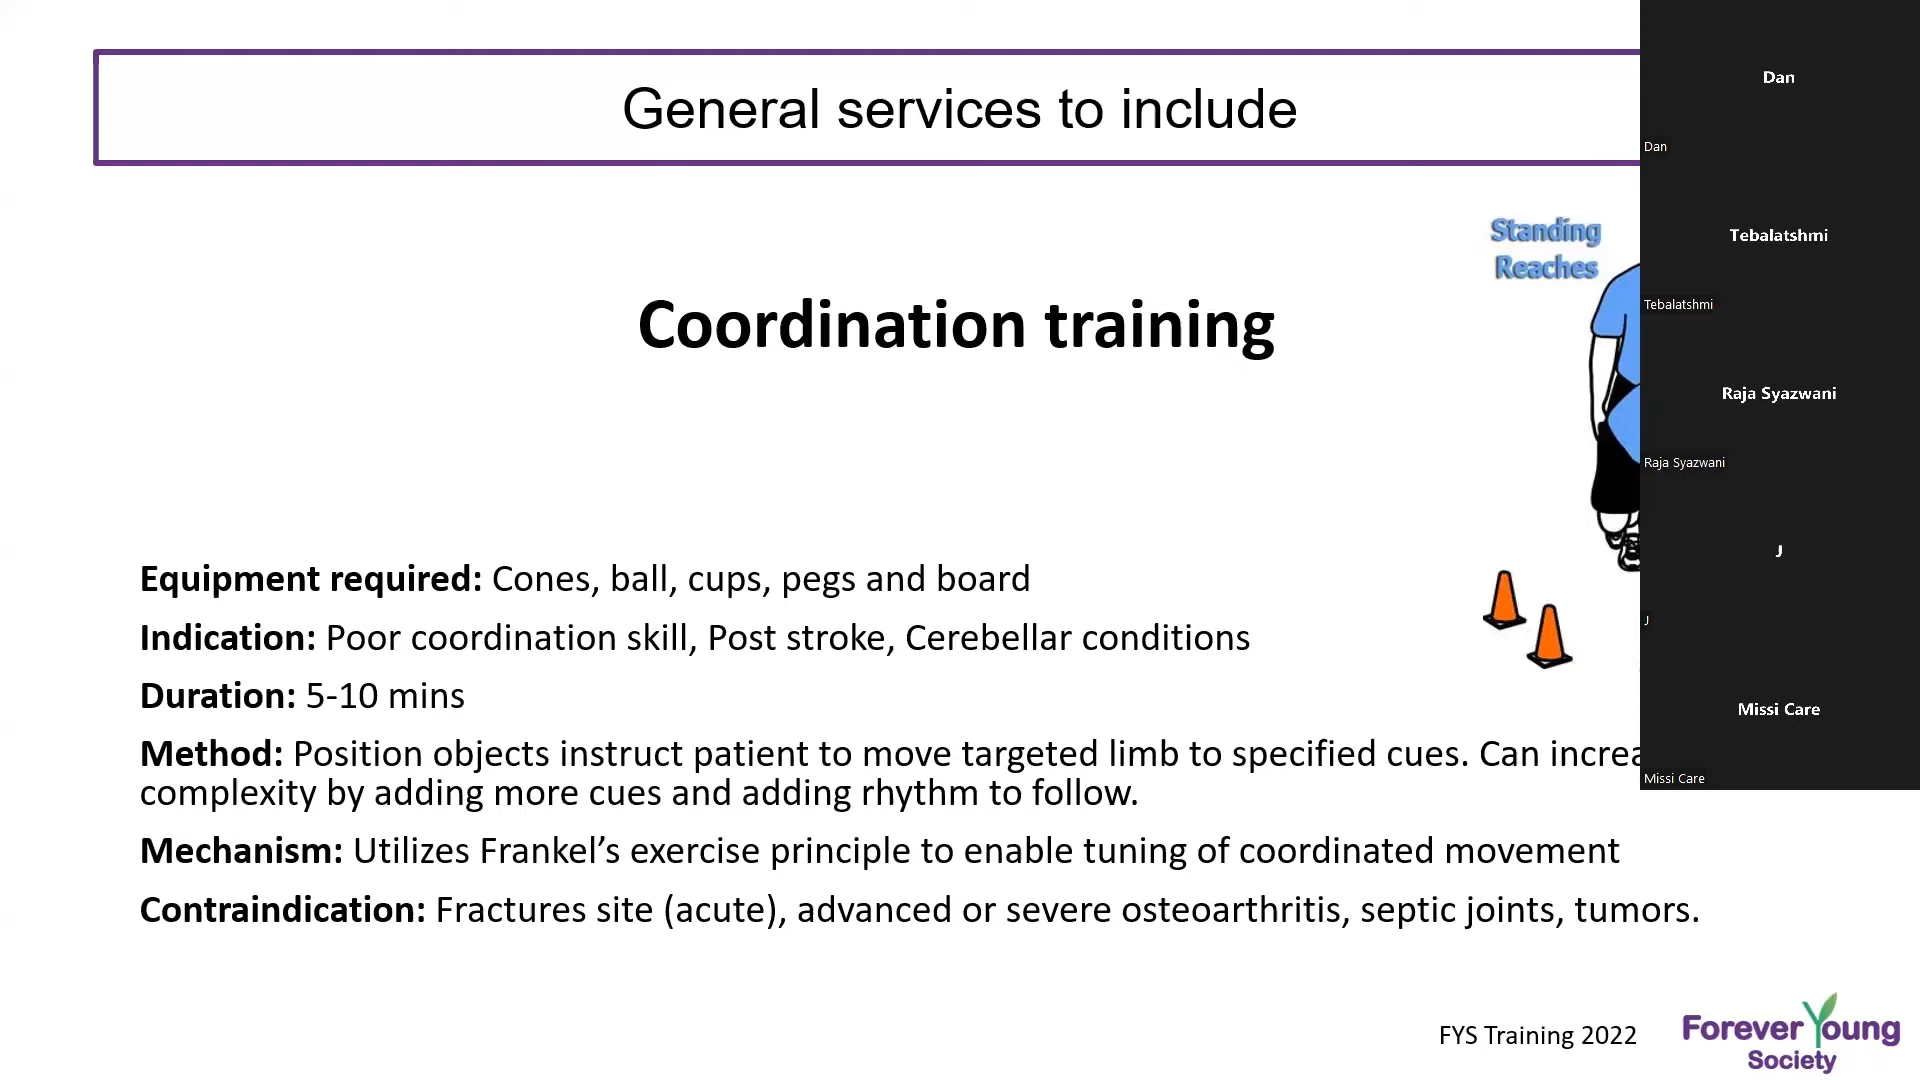 General services to include
Dan
Dan
Standing
Reaches
Tebalatshmi
Tebalatshmi
Coordination training
Raja Syazwani
Raja Syazwani
J
J
Equipment required: Cones, ball, cups, pegs and board
Indication: Poor coordination skill, Post stroke, Cerebellar conditions
Duration: 5-10 mins
Missi Care
Missi Care
Method: Position objects instruct patient to move targeted limb to specified cues. Can
complexity by adding more cues and adding rhythm to follow.
Mechanism: Utilizes Frankel’s exercise principle to enable tuning of coordinated movement
Contraindication: Fractures site (acute), advanced or severe osteoarthritis, septic joints, tumors.
FYS Training 2022
Forever Young
Society